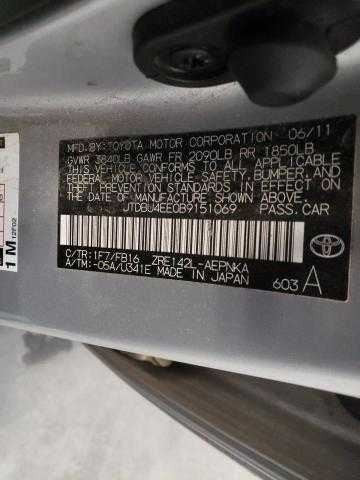 MFD.BY:TOYOTA MOTOR CORPORATION 06/11
GVWR 3840LB GAWR FR 2090LB RR 1850LB
THIS VEHICLE CONFORMS TO ALL APPLICABLE
FEDERAL MOTOR VEHICLE SAFETY, BUMPER, AND
THEFT PREVENTION STANDARDS IN EFFECT ON
THE DATE OF MANUFACTURE SHOWN ABOVE.
JTDBU4EE0B9151069 PASS.CAR
C/TR:1F7/FB16 ZRE142L-AEPNKA
A/TM:-05A/U341E MADE IN JAPAN
603 A
TOYOTA
1M